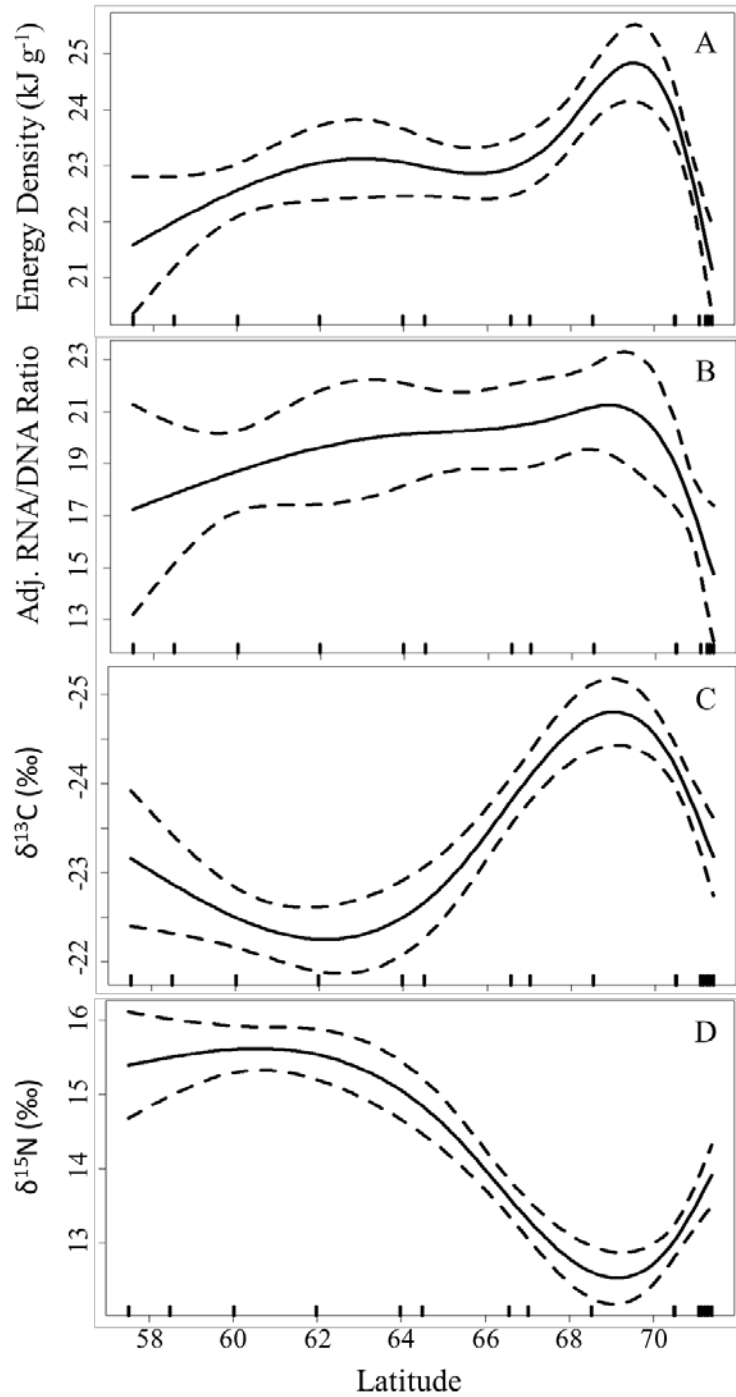 A
Energy Density (kJ g⁻¹)
25
24
23
22
21
B
Adj. RNA/DNA Ratio
23
21
19
17
15
13
C
δ¹³C (‰)
-25
-24
-23
-22
D
δ¹⁵N (‰)
16
15
14
13
58 60 62 64 66 68 70
Latitude